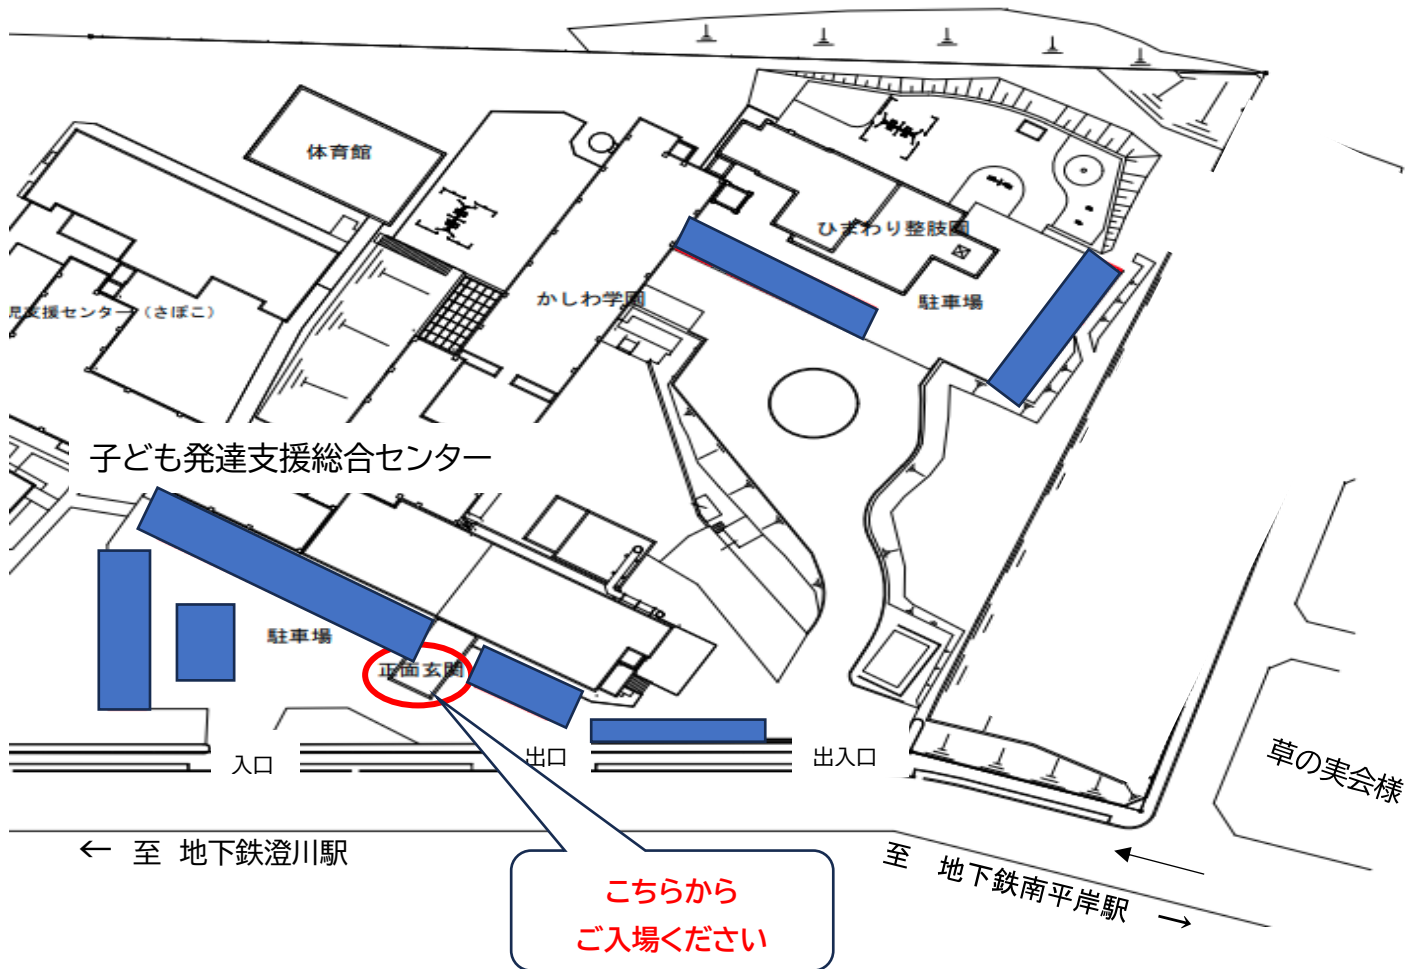 体育館
ひまわり整肢園
かしわ学園
駐車場
児支援センター（さぽこ）
子ども発達支援総合センター
駐車場
正面玄関
入口
出口
出入口
草の実会様
← 至 地下鉄澄川駅
至 地下鉄南平岸駅 →
こちらから
ご入場ください